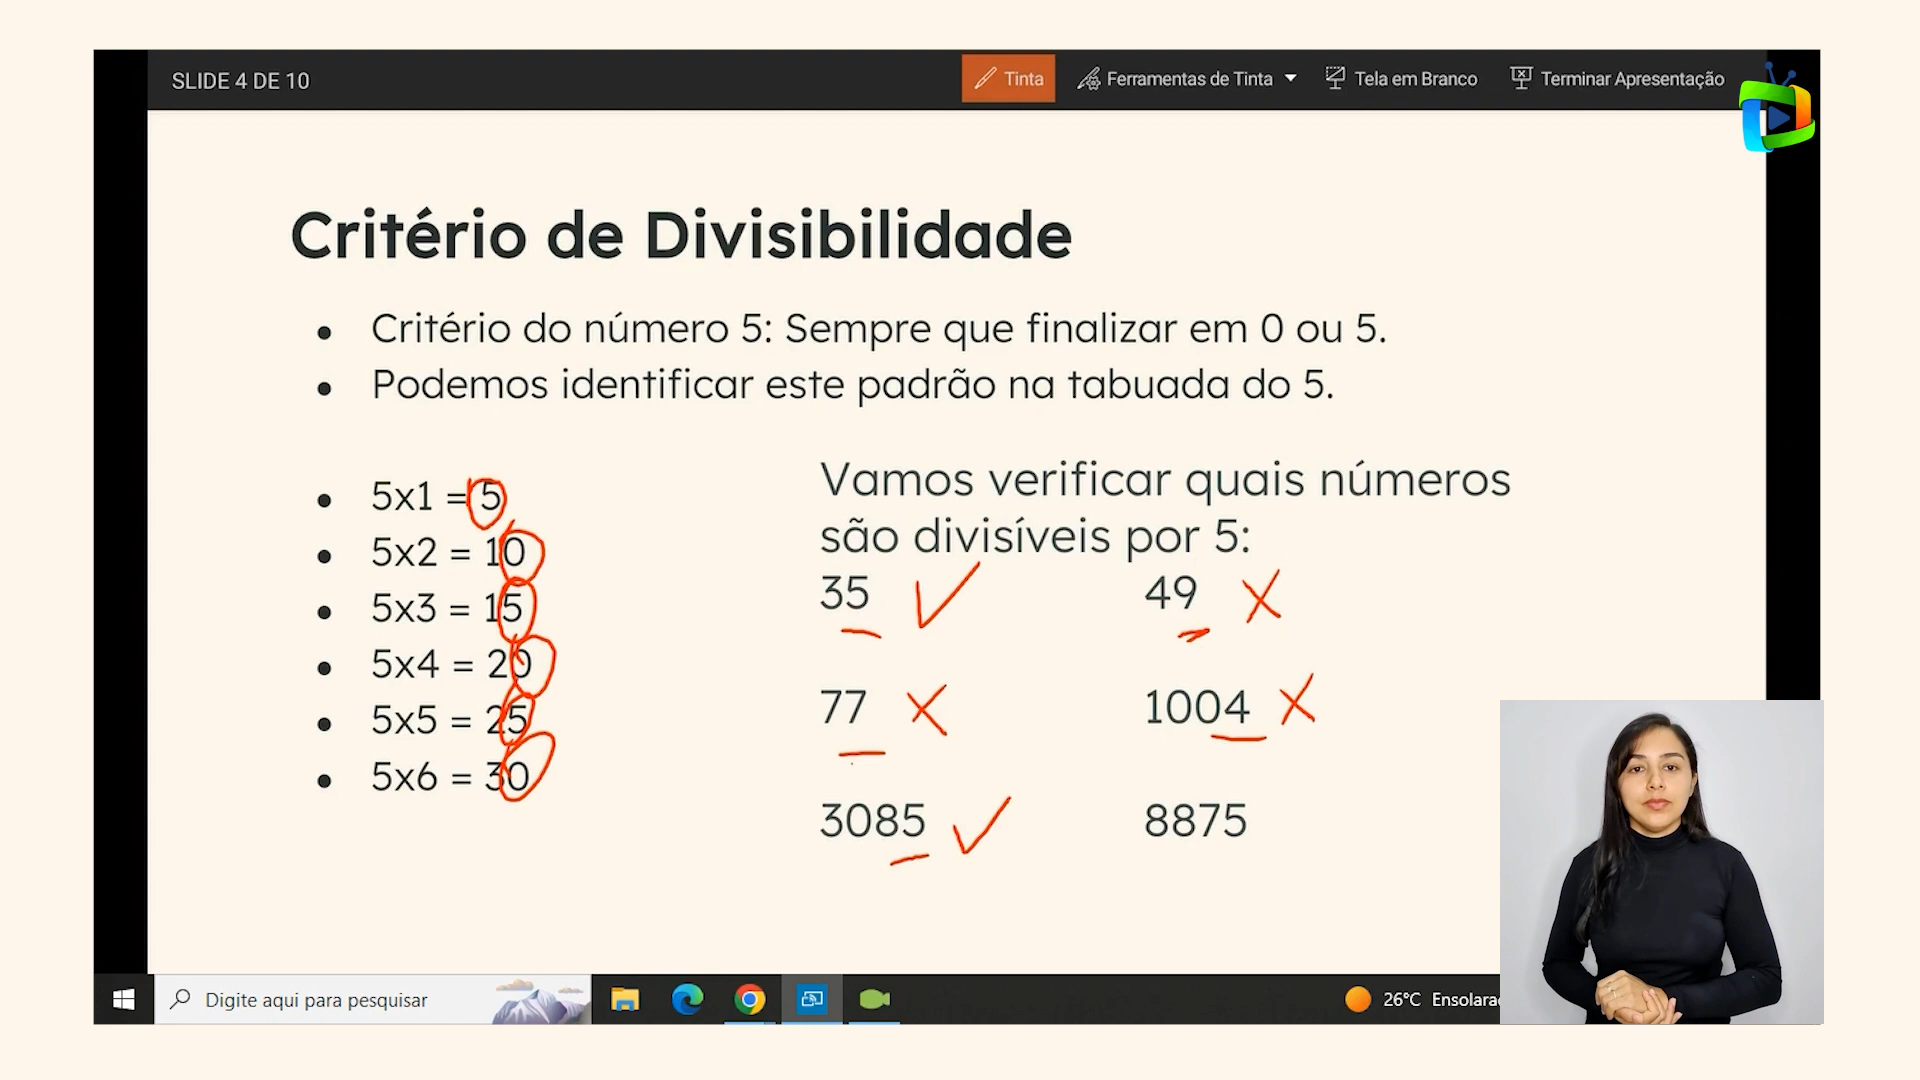 SLIDE 4 DE 10
Tinta
Ferramentas de Tinta
Tela em Branco
Terminar Apresentação
Critério de Divisibilidade
• Critério do número 5: Sempre que finalizar em 0 ou 5.
• Podemos identificar este padrão na tabuada do 5.
• 5x1 = 5
• 5x2 = 10
• 5x3 = 15
• 5x4 = 20
• 5x5 = 25
• 5x6 = 30
Vamos verificar quais números
são divisíveis por 5:
35 ✓ 49 X
77 X 1004 X
3085 ✓ 8875
Digite aqui para pesquisar
26°C